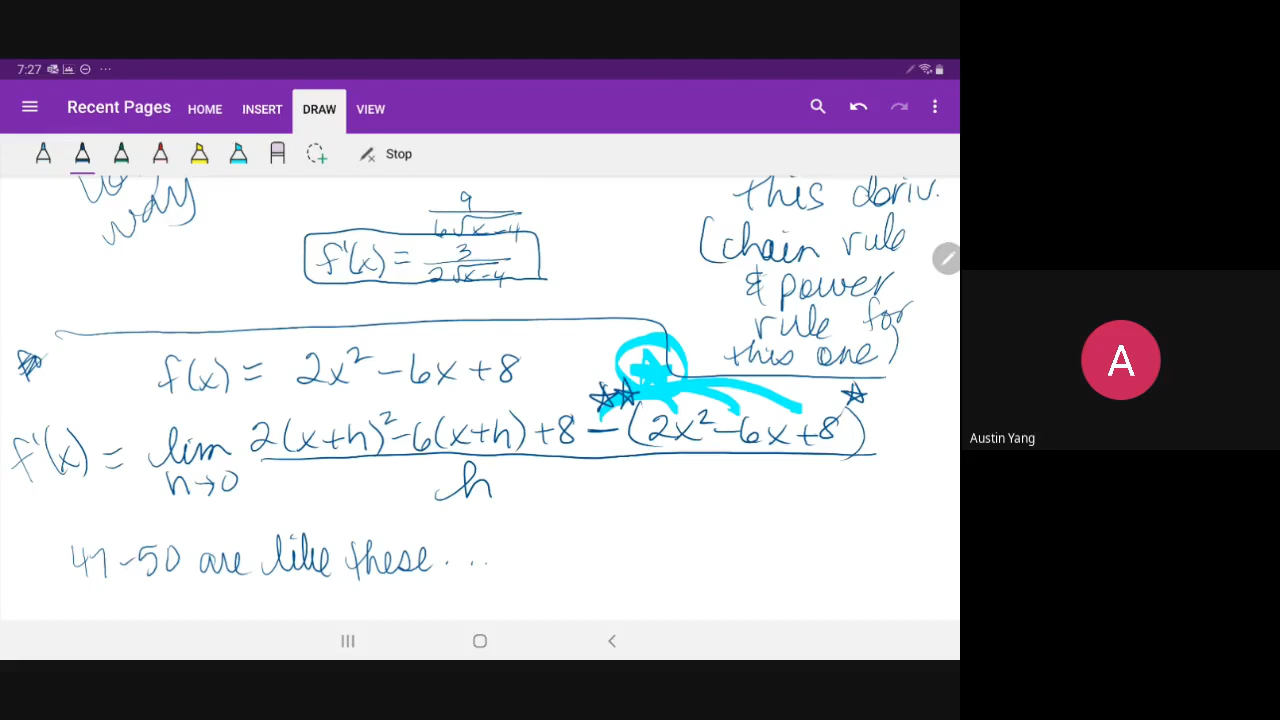 7:27
Recent Pages HOME INSERT DRAW VIEW
Stop
way
9
6√x-4
f'(x) = 3
2√x-4
this deriv.
(chain rule
& power
rule for
this one)
f(x) = 2x² - 6x + 8
f'(x) = lim 2(x+h)² - 6(x+h) + 8 - (2x² - 6x + 8)
h→0 h
47-50 are like these...
A
Austin Yang